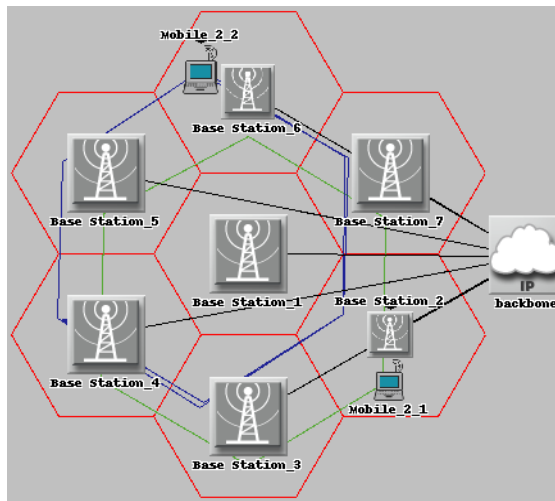 Mobile_2_2
Base Station_6
Base Station_5
Base Station_7
Base Station_1
Base Station_2
IP
backbone
Base Station_4
Mobile_2_1
Base Station_3